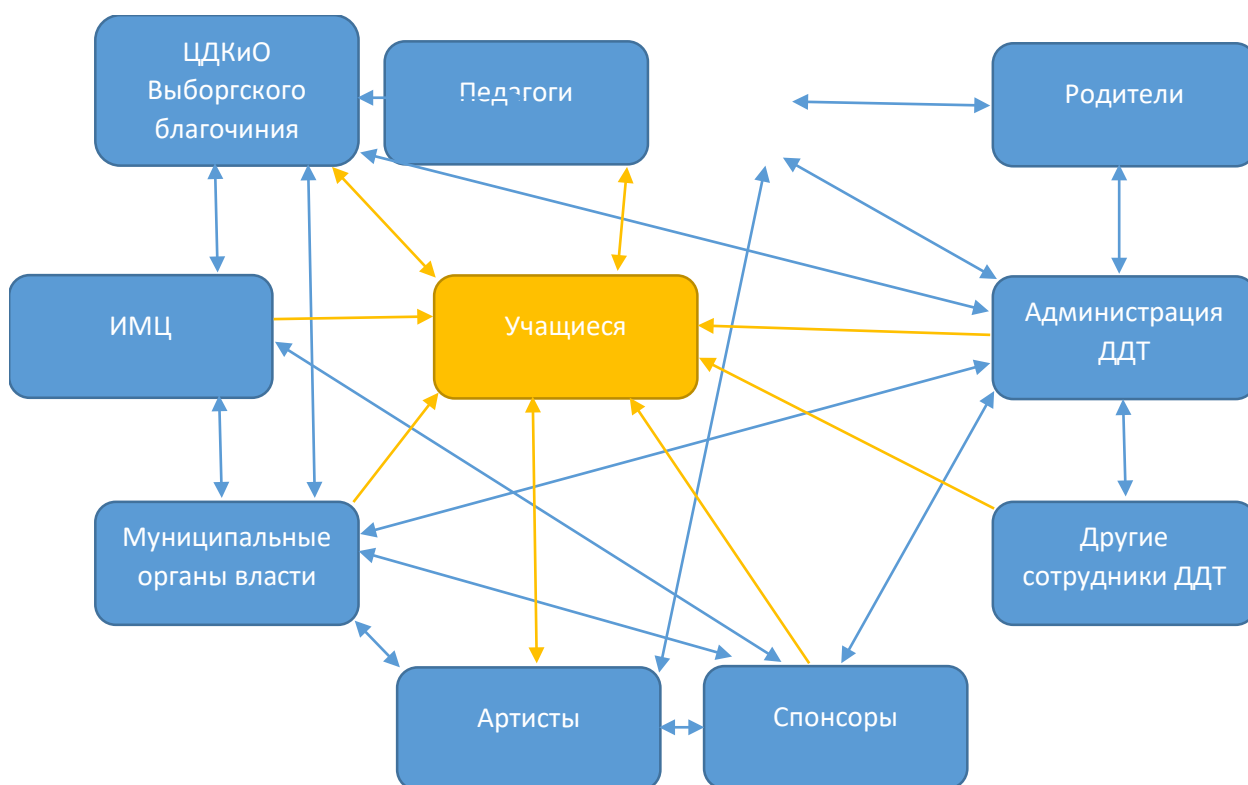 ЦДКиО
Выборгского
благочиния
Педагоги
Родители
ИМЦ
Учащиеся
Администрация
ДДТ
Муниципальные
органы власти
Другие
сотрудники ДДТ
Артисты
Спонсоры